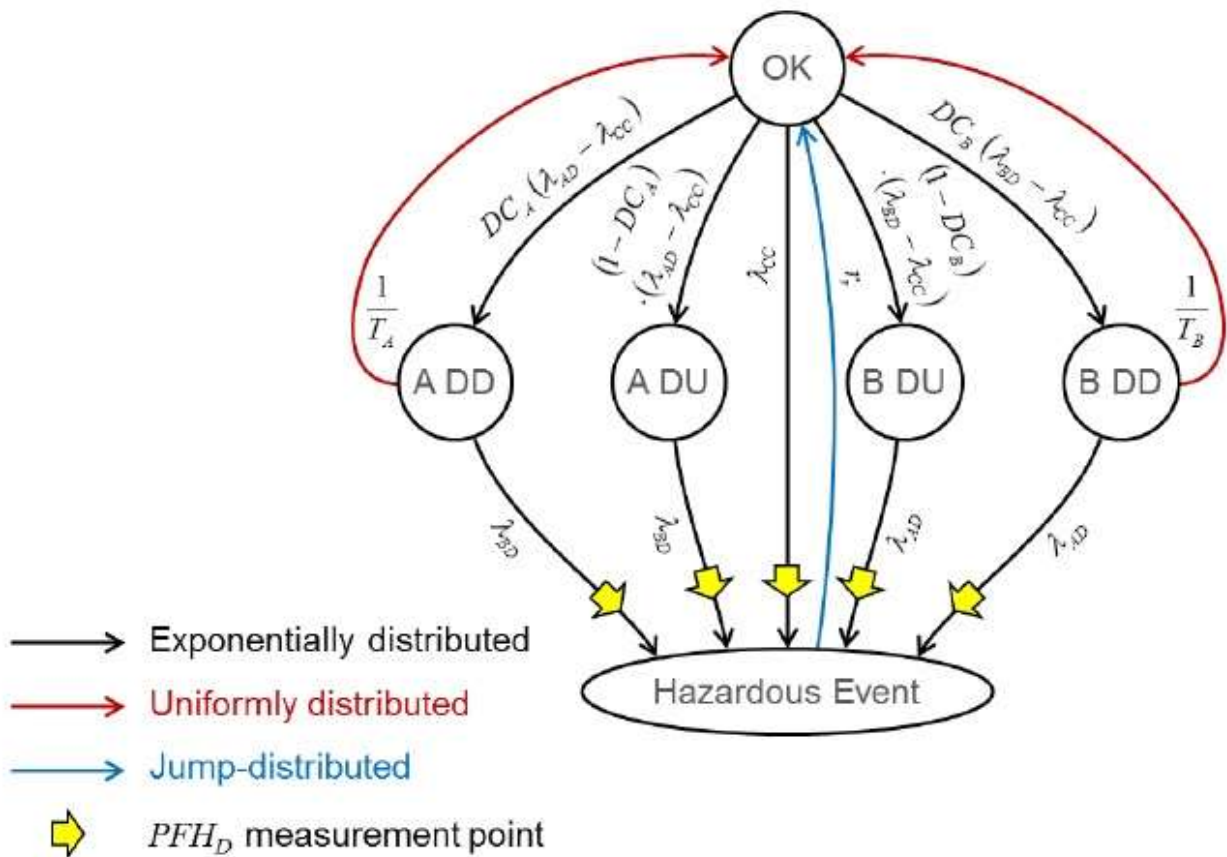 OK
DC_A(λ_AD − λ_CC)
(1 − DC_A)
·(λ_AD − λ_CC)
λ_CC
r_s
(1 − DC_B)
·(λ_BD − λ_CC)
DC_B(λ_BD − λ_CC)
1/T_A
1/T_B
A DD
A DU
B DU
B DD
λ_BD
λ_BD
λ_AD
λ_AD
Hazardous Event
Exponentially distributed
Uniformly distributed
Jump-distributed
PFH_D measurement point